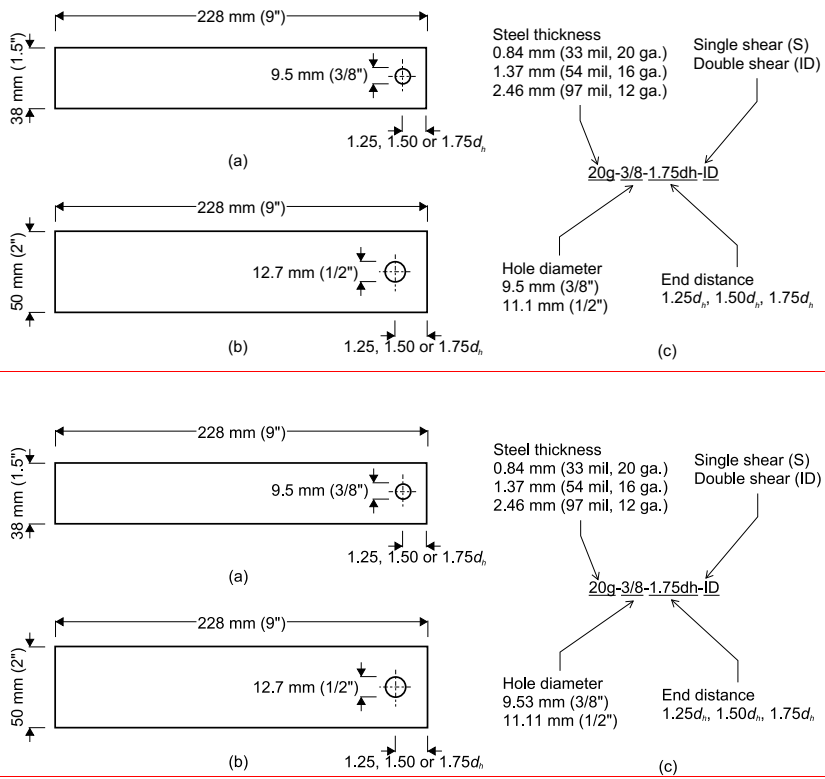 228 mm (9")
38 mm (1.5")
9.5 mm (3/8")
1.25, 1.50 or 1.75dₕ
(a)
228 mm (9")
50 mm (2")
12.7 mm (1/2")
1.25, 1.50 or 1.75dₕ
(b)
Steel thickness
0.84 mm (33 mil, 20 ga.)
1.37 mm (54 mil, 16 ga.)
2.46 mm (97 mil, 12 ga.)
Single shear (S)
Double shear (ID)
20g-3/8-1.75dh-ID
Hole diameter
9.5 mm (3/8")
11.1 mm (1/2")
End distance
1.25dₕ, 1.50dₕ, 1.75dₕ
(c)
228 mm (9")
38 mm (1.5")
9.5 mm (3/8")
1.25, 1.50 or 1.75dₕ
(a)
228 mm (9")
50 mm (2")
12.7 mm (1/2")
1.25, 1.50 or 1.75dₕ
(b)
Steel thickness
0.84 mm (33 mil, 20 ga.)
1.37 mm (54 mil, 16 ga.)
2.46 mm (97 mil, 12 ga.)
Single shear (S)
Double shear (ID)
20g-3/8-1.75dh-ID
Hole diameter
9.53 mm (3/8")
11.11 mm (1/2")
End distance
1.25dₕ, 1.50dₕ, 1.75dₕ
(c)